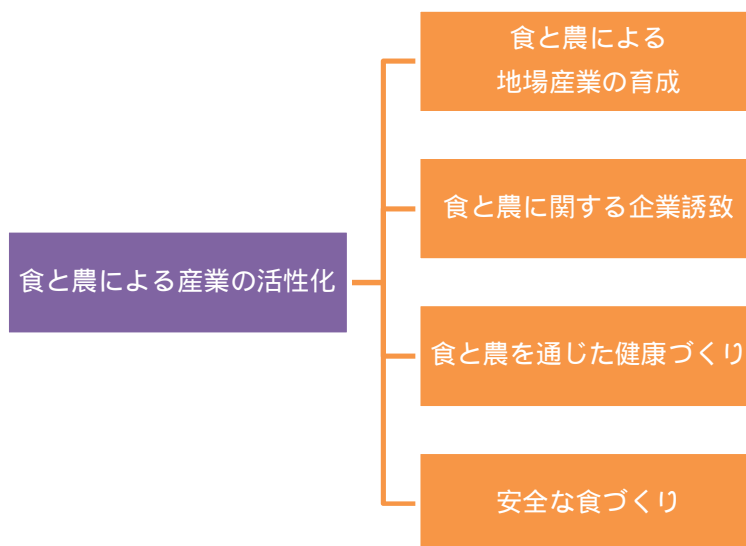 食と農による
地場産業の育成
食と農に関する企業誘致
食と農による産業の活性化
食と農を通じた健康づくり
安全な食づくり